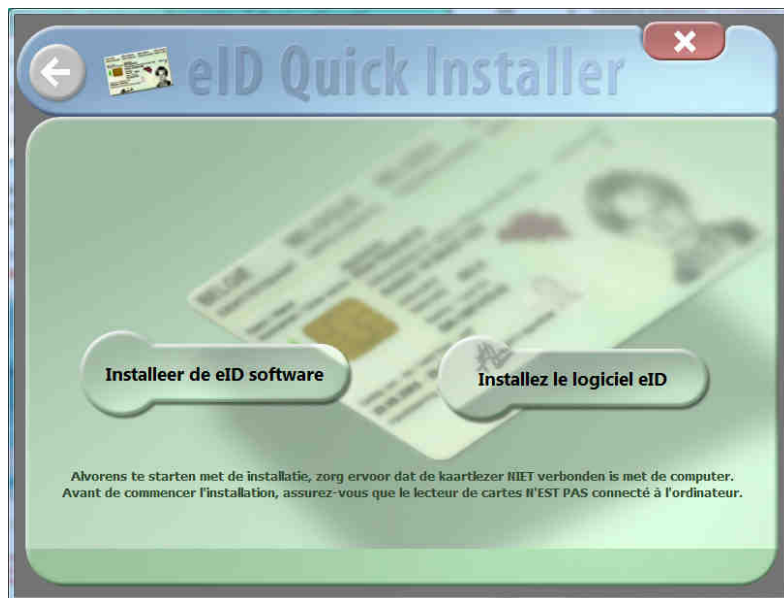 eID Quick Installer
Installeer de eID software
Installez le logiciel eID
Alvorens te starten met de installatie, zorg ervoor dat de kaartlezer NIET verbonden is met de computer.
Avant de commencer l'installation, assurez-vous que le lecteur de cartes N'EST PAS connecté à l'ordinateur.